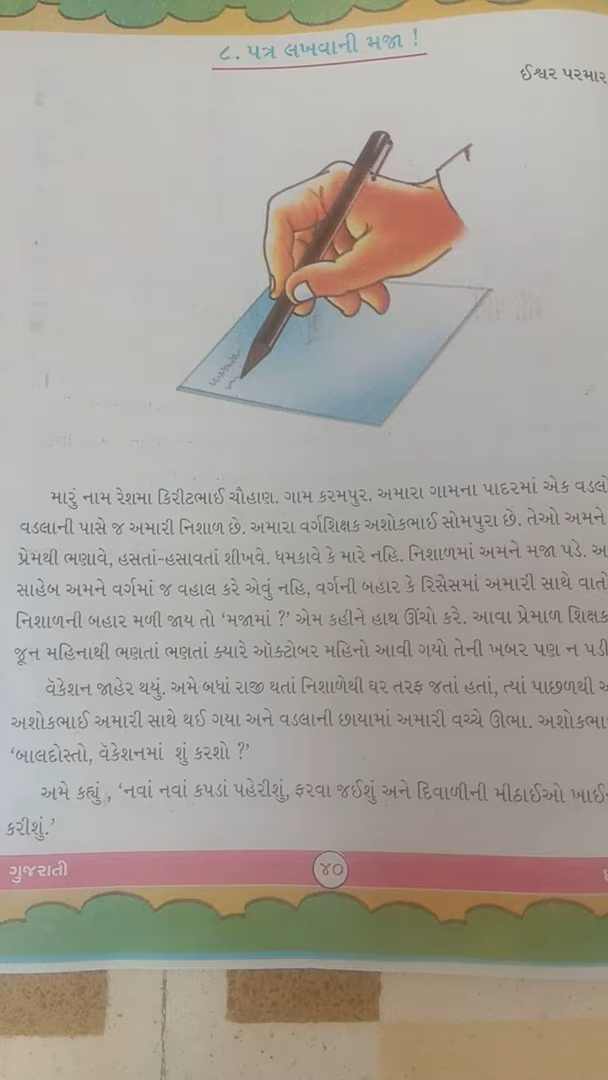 ૮. પત્ર લખવાની મજા !
ઈશ્વર પરમાર
મારું નામ રેશમા કિરીટભાઈ ચૌહાણ. ગામ કરમપુર. અમારા ગામના પાદરમાં એક વડલો
વડલાની પાસે જ અમારી નિશાળ છે. અમારા વર્ગશિક્ષક અશોકભાઈ સોમપુરા છે. તેઓ અમને
પ્રેમથી ભણાવે, હસતાં-હસાવતાં શીખવે. ધમકાવે કે મારે નહિ. નિશાળમાં અમને મજા પડે.
સાહેબ અમને વર્ગમાં જ વહાલ કરે એવું નહિ, વર્ગની બહાર કે રિસેસમાં અમારી સાથે વાતો
નિશાળની બહાર મળી જાય તો ‘મજામાં ?’ એમ કહીને હાથ ઊંચો કરે. આવા પ્રેમાળ શિક્ષક
જૂન મહિનાથી ભણતાં ભણતાં ક્યારે ઑક્ટોબર મહિનો આવી ગયો તેની ખબર પણ ન પડી
વૅકેશન જાહેર થયું. અમે બધાં રાજી થતાં નિશાળેથી ઘર તરફ જતાં હતાં, ત્યાં પાછળથી
અશોકભાઈ અમારી સાથે થઈ ગયા અને વડલાની છાયામાં અમારી વચ્ચે ઊભા.
‘બાલદોસ્તો, વૅકેશનમાં શું કરશો ?’
અમે કહ્યું, ‘નવાં નવાં કપડાં પહેરીશું, ફરવા જઈશું અને દિવાળીની મીઠાઈઓ
કરીશું.’
ગુજરાતી
૪૦